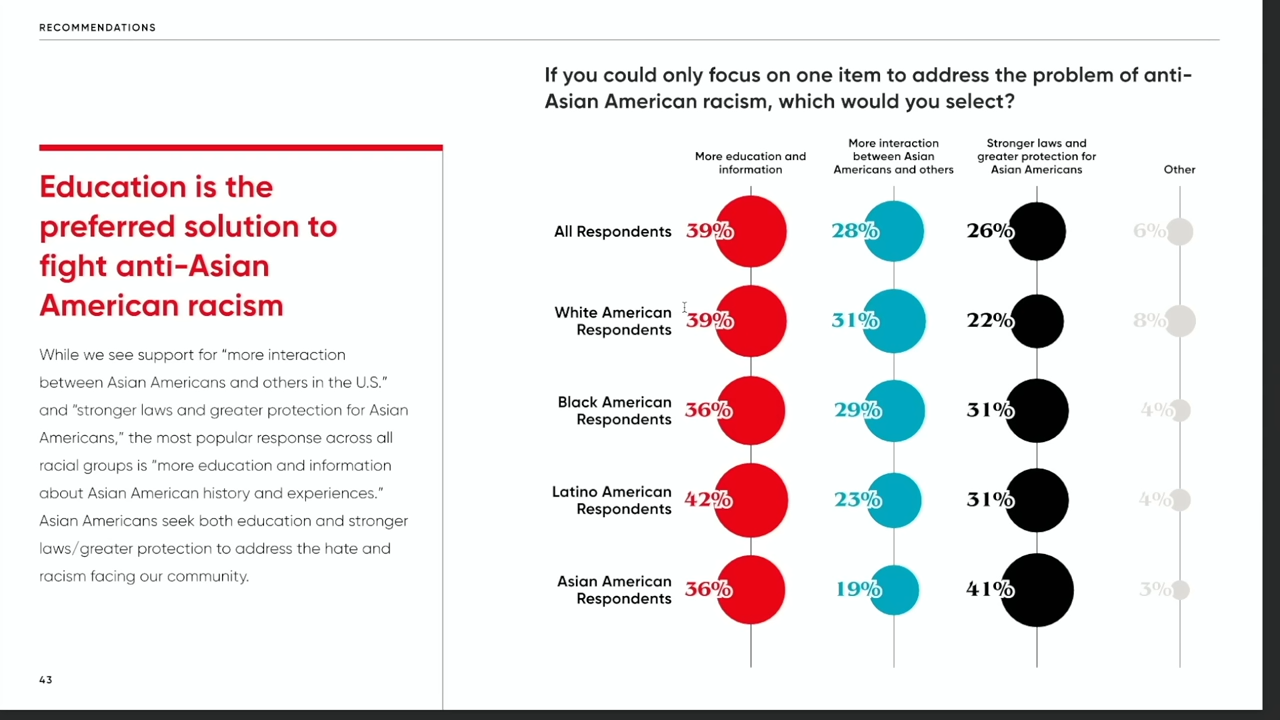 RECOMMENDATIONS
Education is the
preferred solution to
fight anti-Asian
American racism
While we see support for “more interaction
between Asian Americans and others in the U.S.”
and “stronger laws and greater protection for Asian
Americans,” the most popular response across all
racial groups is “more education and information
about Asian American history and experiences.”
Asian Americans seek both education and stronger
laws/greater protection to address the hate and
racism facing our community.
43
If you could only focus on one item to address the problem of anti-
Asian American racism, which would you select?
More education and
information
More interaction
between Asian
Americans and others
Stronger laws and
greater protection for
Asian Americans
Other
All Respondents 39% 28% 26% 6%
White American
Respondents 39% 31% 22% 8%
Black American
Respondents 36% 29% 31% 4%
Latino American
Respondents 42% 23% 31% 4%
Asian American
Respondents 36% 19% 41% 3%